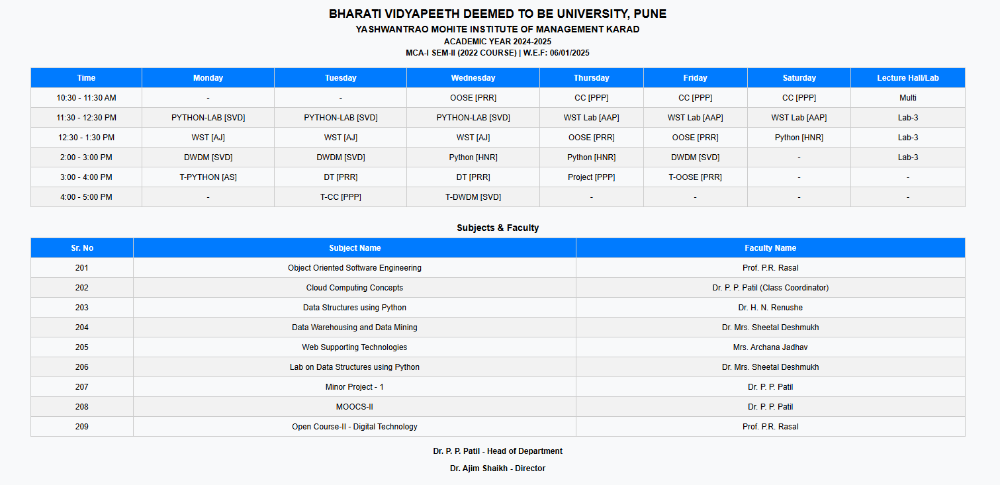 BHARATI VIDYAPEETH DEEMED TO BE UNIVERSITY, PUNE
YASHWANTRAO MOHITE INSTITUTE OF MANAGEMENT KARAD
ACADEMIC YEAR 2024-2025
MCA-I SEM-II (2022 COURSE) | W.E.F: 06/01/2025
Time Monday Tuesday Wednesday Thursday Friday Saturday Lecture Hall/Lab
10:30 - 11:30 AM - - OOSE [PRR] CC [PPP] CC [PPP] CC [PPP] Multi
11:30 - 12:30 PM PYTHON-LAB [SVD] PYTHON-LAB [SVD] PYTHON-LAB [SVD] WST Lab [AAP] WST Lab [AAP] WST Lab [AAP] Lab-3
12:30 - 1:30 PM WST [AJ] WST [AJ] WST [AJ] OOSE [PRR] OOSE [PRR] Python [HNR] Lab-3
2:00 - 3:00 PM DWDM [SVD] DWDM [SVD] Python [HNR] Python [HNR] DWDM [SVD] - Lab-3
3:00 - 4:00 PM T-PYTHON [AS] DT [PRR] DT [PRR] Project [PPP] T-OOSE [PRR] - -
4:00 - 5:00 PM - T-CC [PPP] T-DWDM [SVD] - - - -
Subjects & Faculty
Sr. No Subject Name Faculty Name
201 Object Oriented Software Engineering Prof. P.R. Rasal
202 Cloud Computing Concepts Dr. P. P. Patil (Class Coordinator)
203 Data Structures using Python Dr. H. N. Renushe
204 Data Warehousing and Data Mining Dr. Mrs. Sheetal Deshmukh
205 Web Supporting Technologies Mrs. Archana Jadhav
206 Lab on Data Structures using Python Dr. Mrs. Sheetal Deshmukh
207 Minor Project - 1 Dr. P. P. Patil
208 MOOCS-II Dr. P. P. Patil
209 Open Course-II - Digital Technology Prof. P.R. Rasal
Dr. P. P. Patil - Head of Department
Dr. Ajim Shaikh - Director